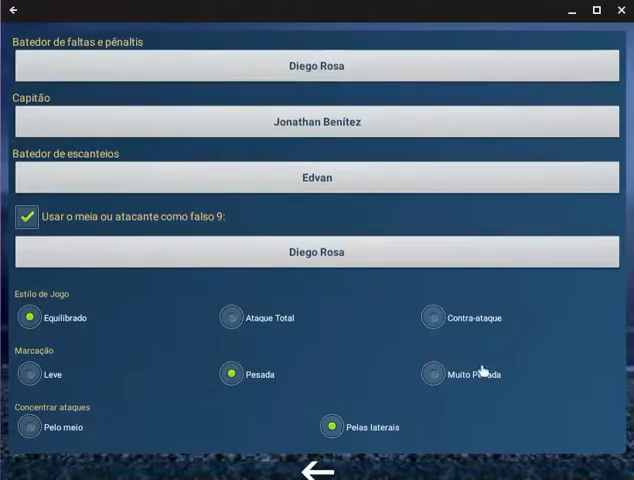 Batedor de faltas e pênaltis
Diego Rosa
Capitão
Jonathan Benítez
Batedor de escanteios
Edvan
Usar o meia ou atacante como falso 9:
Diego Rosa
Estilo de Jogo
Equilibrado Ataque Total Contra-ataque
Marcação
Leve Pesada Muito Pesada
Concentrar ataques
Pelo meio Pelas laterais